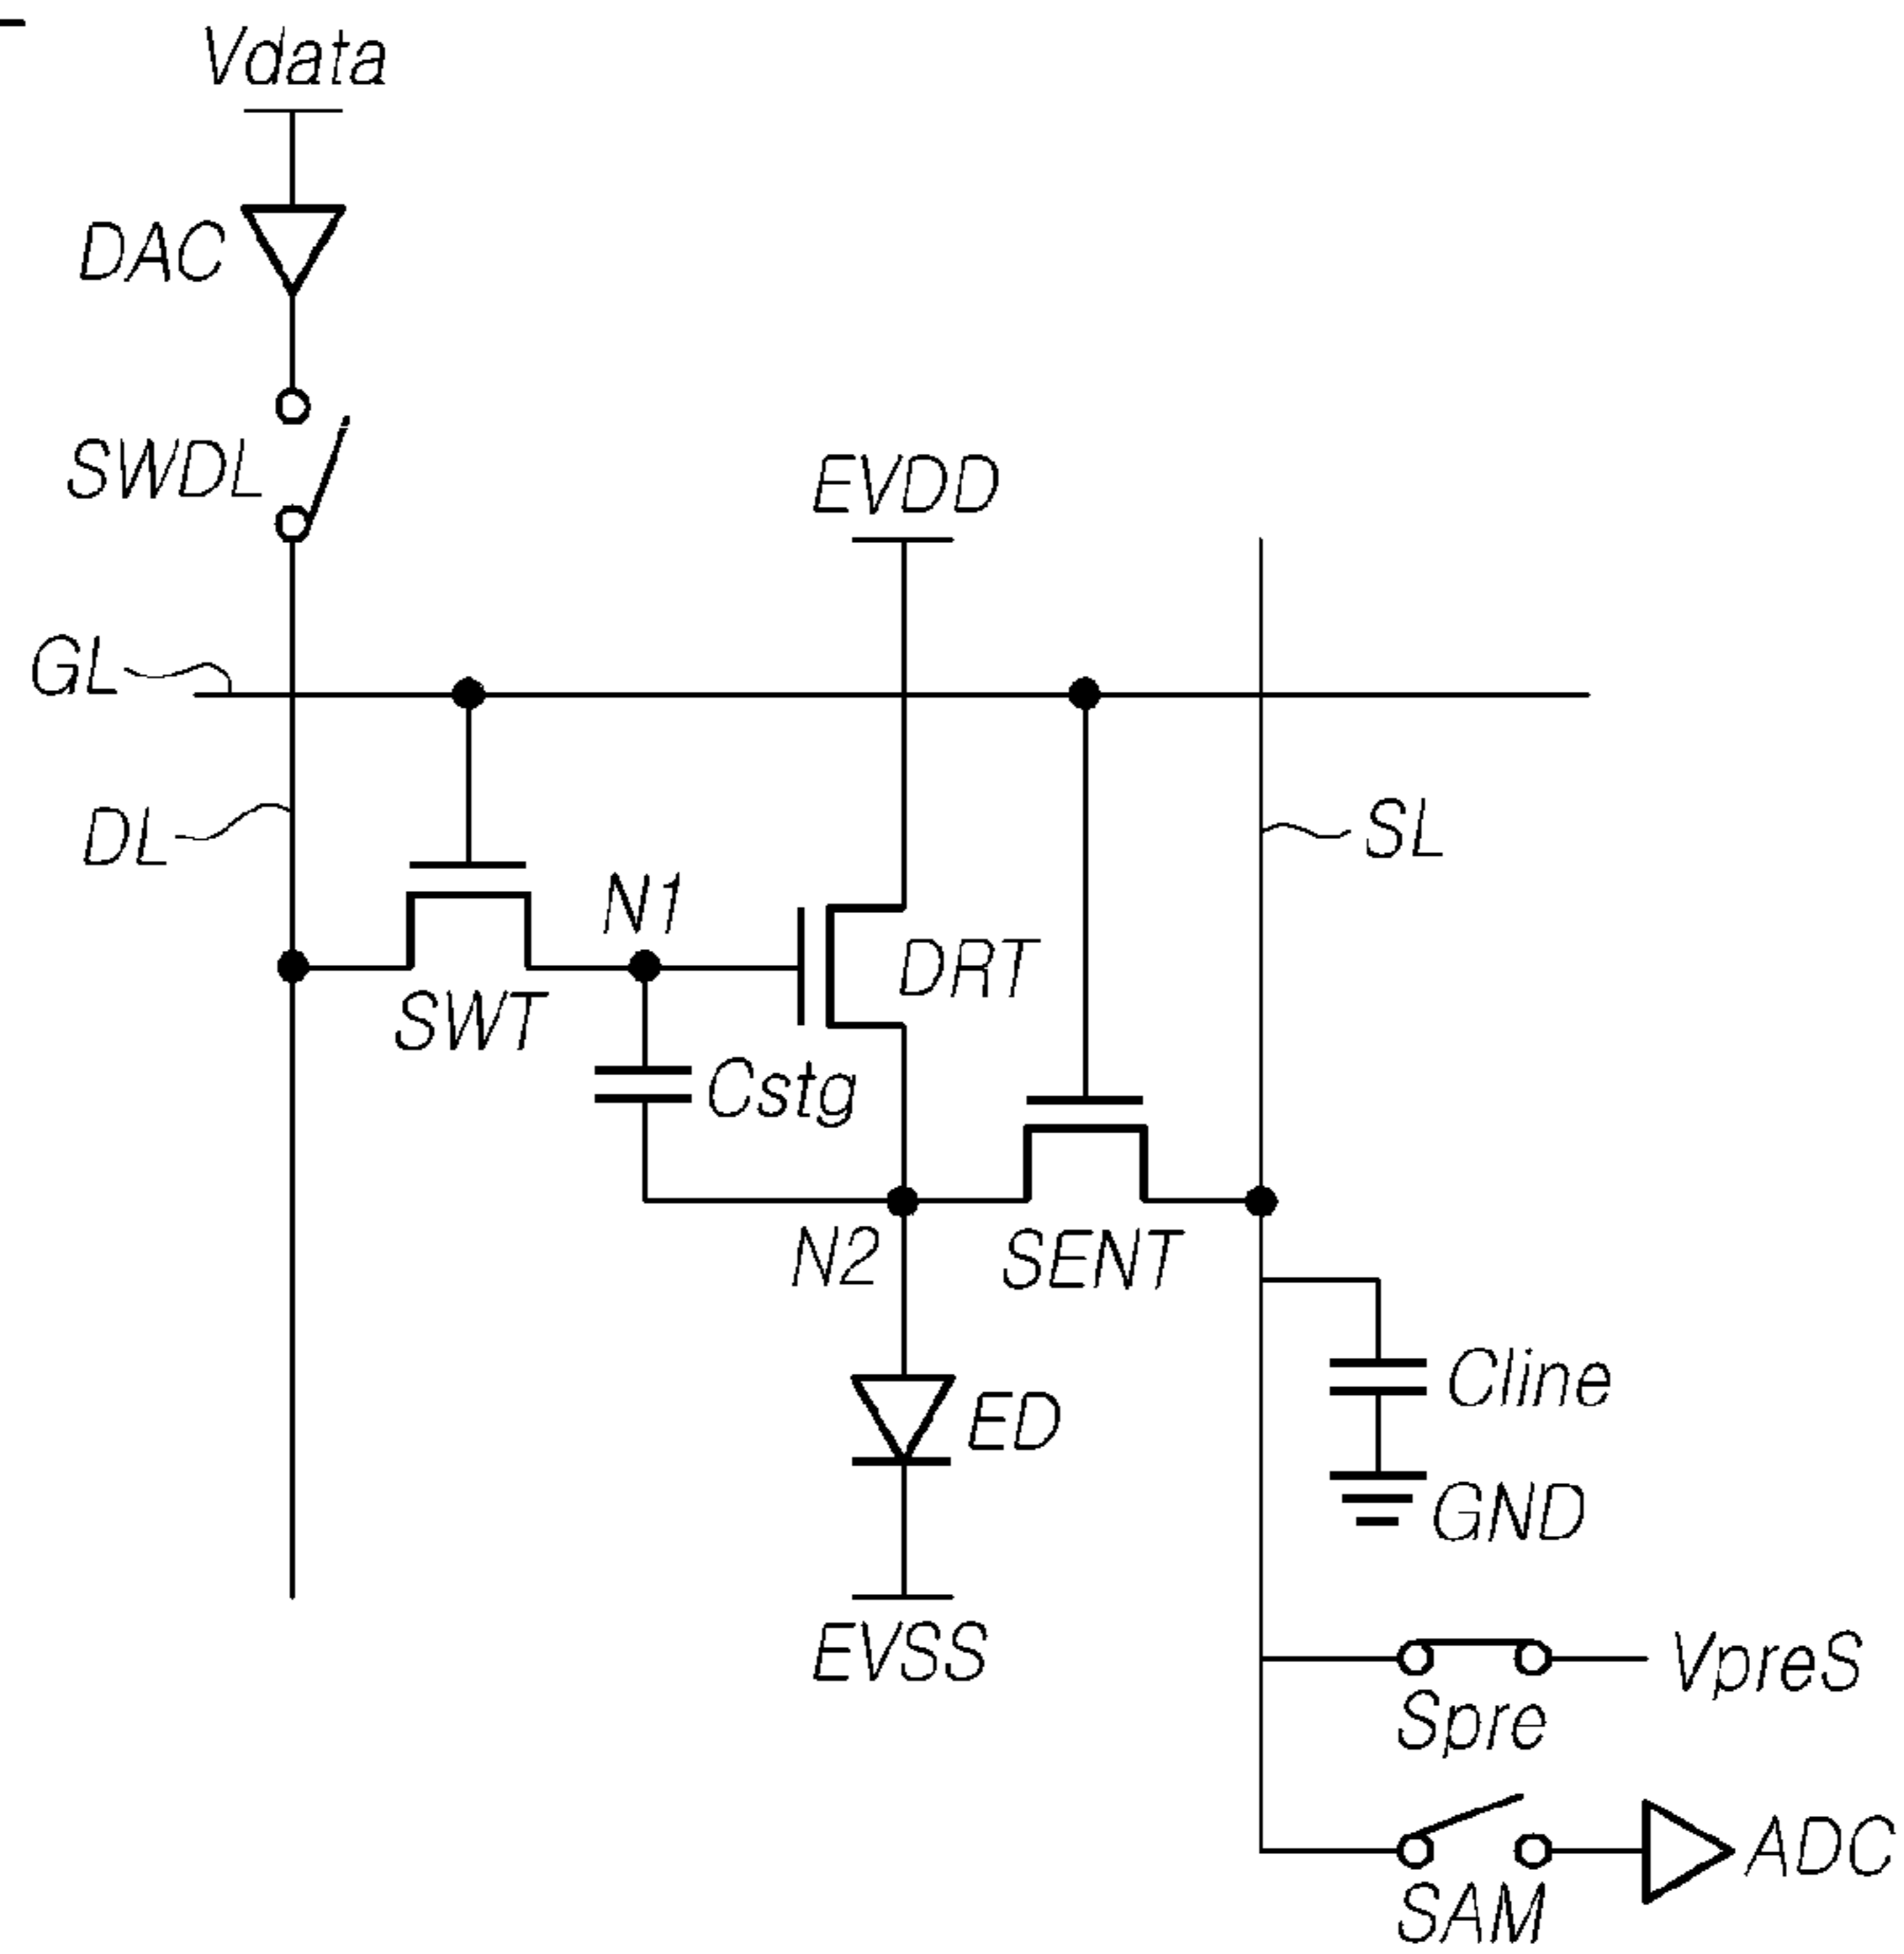 Vdata
DAC
SWDL
EVDD
GL
DL
SL
N1
DRT
SWT
Cstg
N2
SENT
Cline
ED
GND
EVSS
VpreS
Spre
ADC
SAM